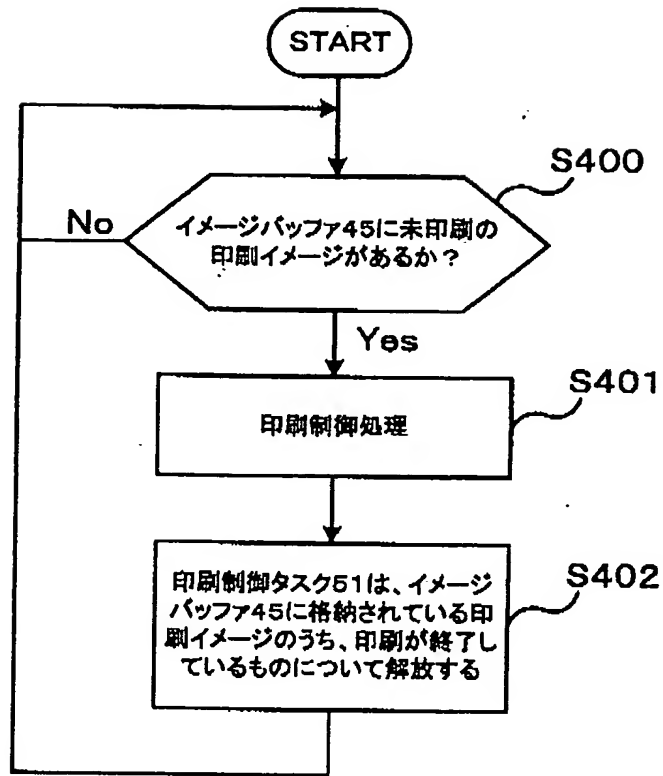 START
S400
No
イメージバッファ45に未印刷の
印刷イメージがあるか？
Yes
S401
印刷制御処理
S402
印刷制御タスク51は、イメージ
バッファ45に格納されている印
刷イメージのうち、印刷が終了し
ているものについて解放する